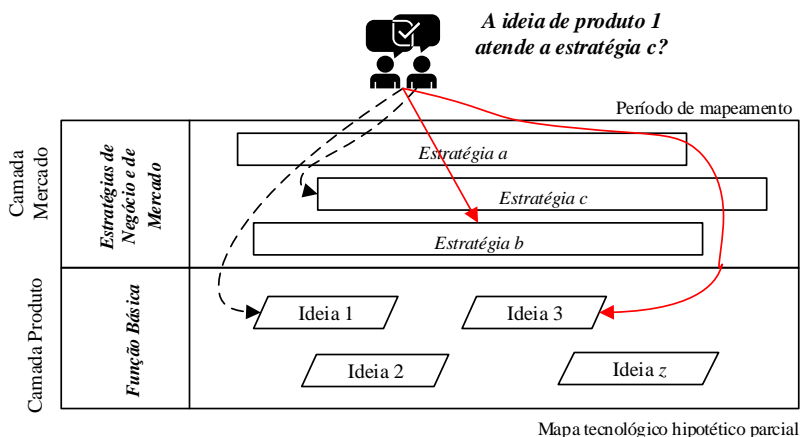 A ideia de produto 1
atende a estratégia c?
Período de mapeamento
Camada
Mercado
Estratégias de
Negócio e de
Mercado
Estratégia a
Estratégia c
Estratégia b
Camada Produto
Função Básica
Ideia 1
Ideia 3
Ideia 2
Ideia z
Mapa tecnológico hipotético parcial